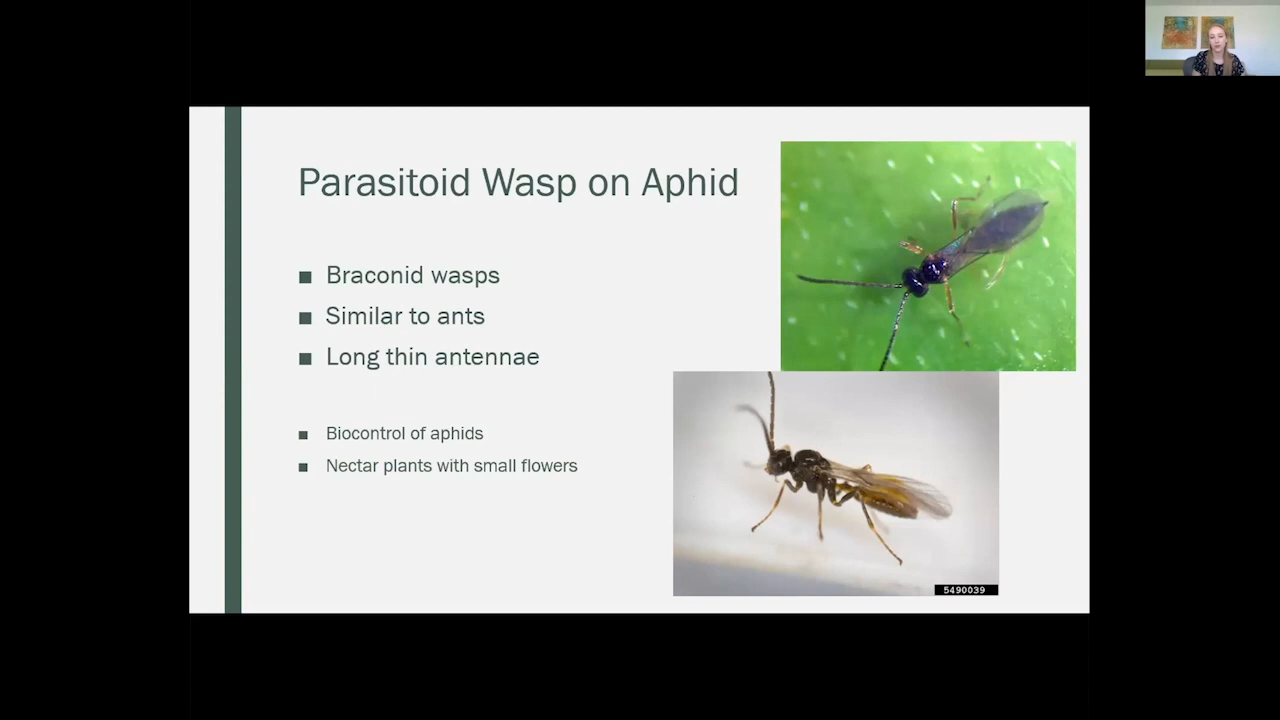 Parasitoid Wasp on Aphid
Braconid wasps
Similar to ants
Long thin antennae
Biocontrol of aphids
Nectar plants with small flowers
5490039